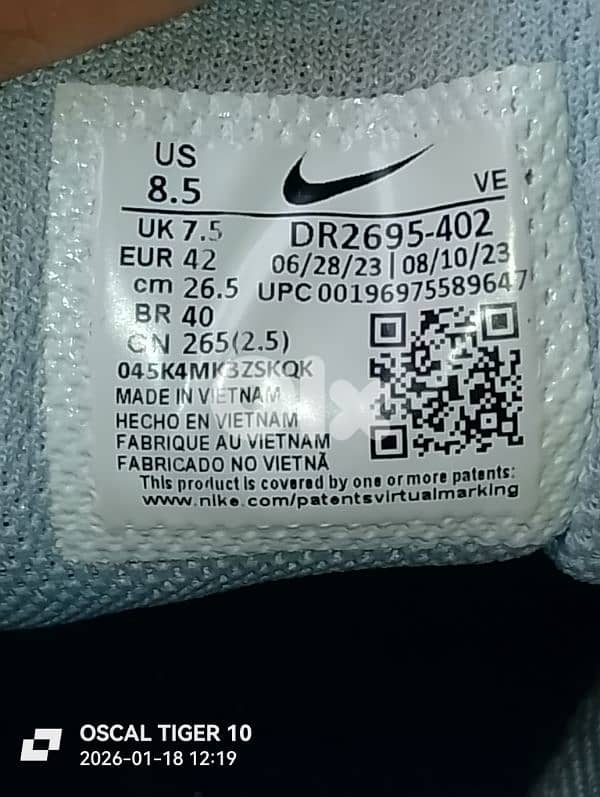 US
8.5
VE
UK 7.5
DR2695-402
EUR 42
06/28/23 | 08/10/23
cm 26.5
UPC 00196975589647
BR 40
CN 265(2.5)
045K4MK3ZSKQK
MADE IN VIETNAM
HECHO EN VIETNAM
FABRIQUE AU VIETNAM
FABRICADO NO VIETNÃ
This product is covered by one or more patents:
www.nike.com/patentsvirtualmarking
olx
OSCAL TIGER 10
2026-01-18 12:19